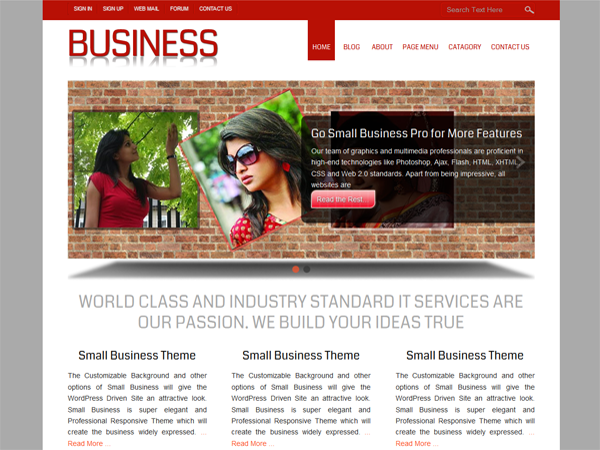 SIGN IN SIGN UP WEB MAIL FORUM CONTACT US
Search Text Here
BUSINESS
HOME BLOG ABOUT PAGE MENU CATAGORY CONTACT US
Go Small Business Pro for More Features
Our team of graphics and multimedia professionals are proficient in
high-end technologies like Photoshop, Ajax, Flash, HTML, XHTML,
CSS and Web 2.0 standards. Apart from being impressive, all
websites are
Read the Rest...
WORLD CLASS AND INDUSTRY STANDARD IT SERVICES ARE
OUR PASSION. WE BUILD YOUR IDEAS TRUE
Small Business Theme
The Customizable Background and other
options of Small Business will give the
WordPress Driven Site an attractive look.
Small Business is super elegant and
Professional Responsive Theme which will
create the business widely expressed. ...
Read More ...
Small Business Theme
The Customizable Background and other
options of Small Business will give the
WordPress Driven Site an attractive look.
Small Business is super elegant and
Professional Responsive Theme which will
create the business widely expressed. ...
Read More ...
Small Business Theme
The Customizable Background and other
options of Small Business will give the
WordPress Driven Site an attractive look.
Small Business is super elegant and
Professional Responsive Theme which will
create the business widely expressed. ...
Read More ...